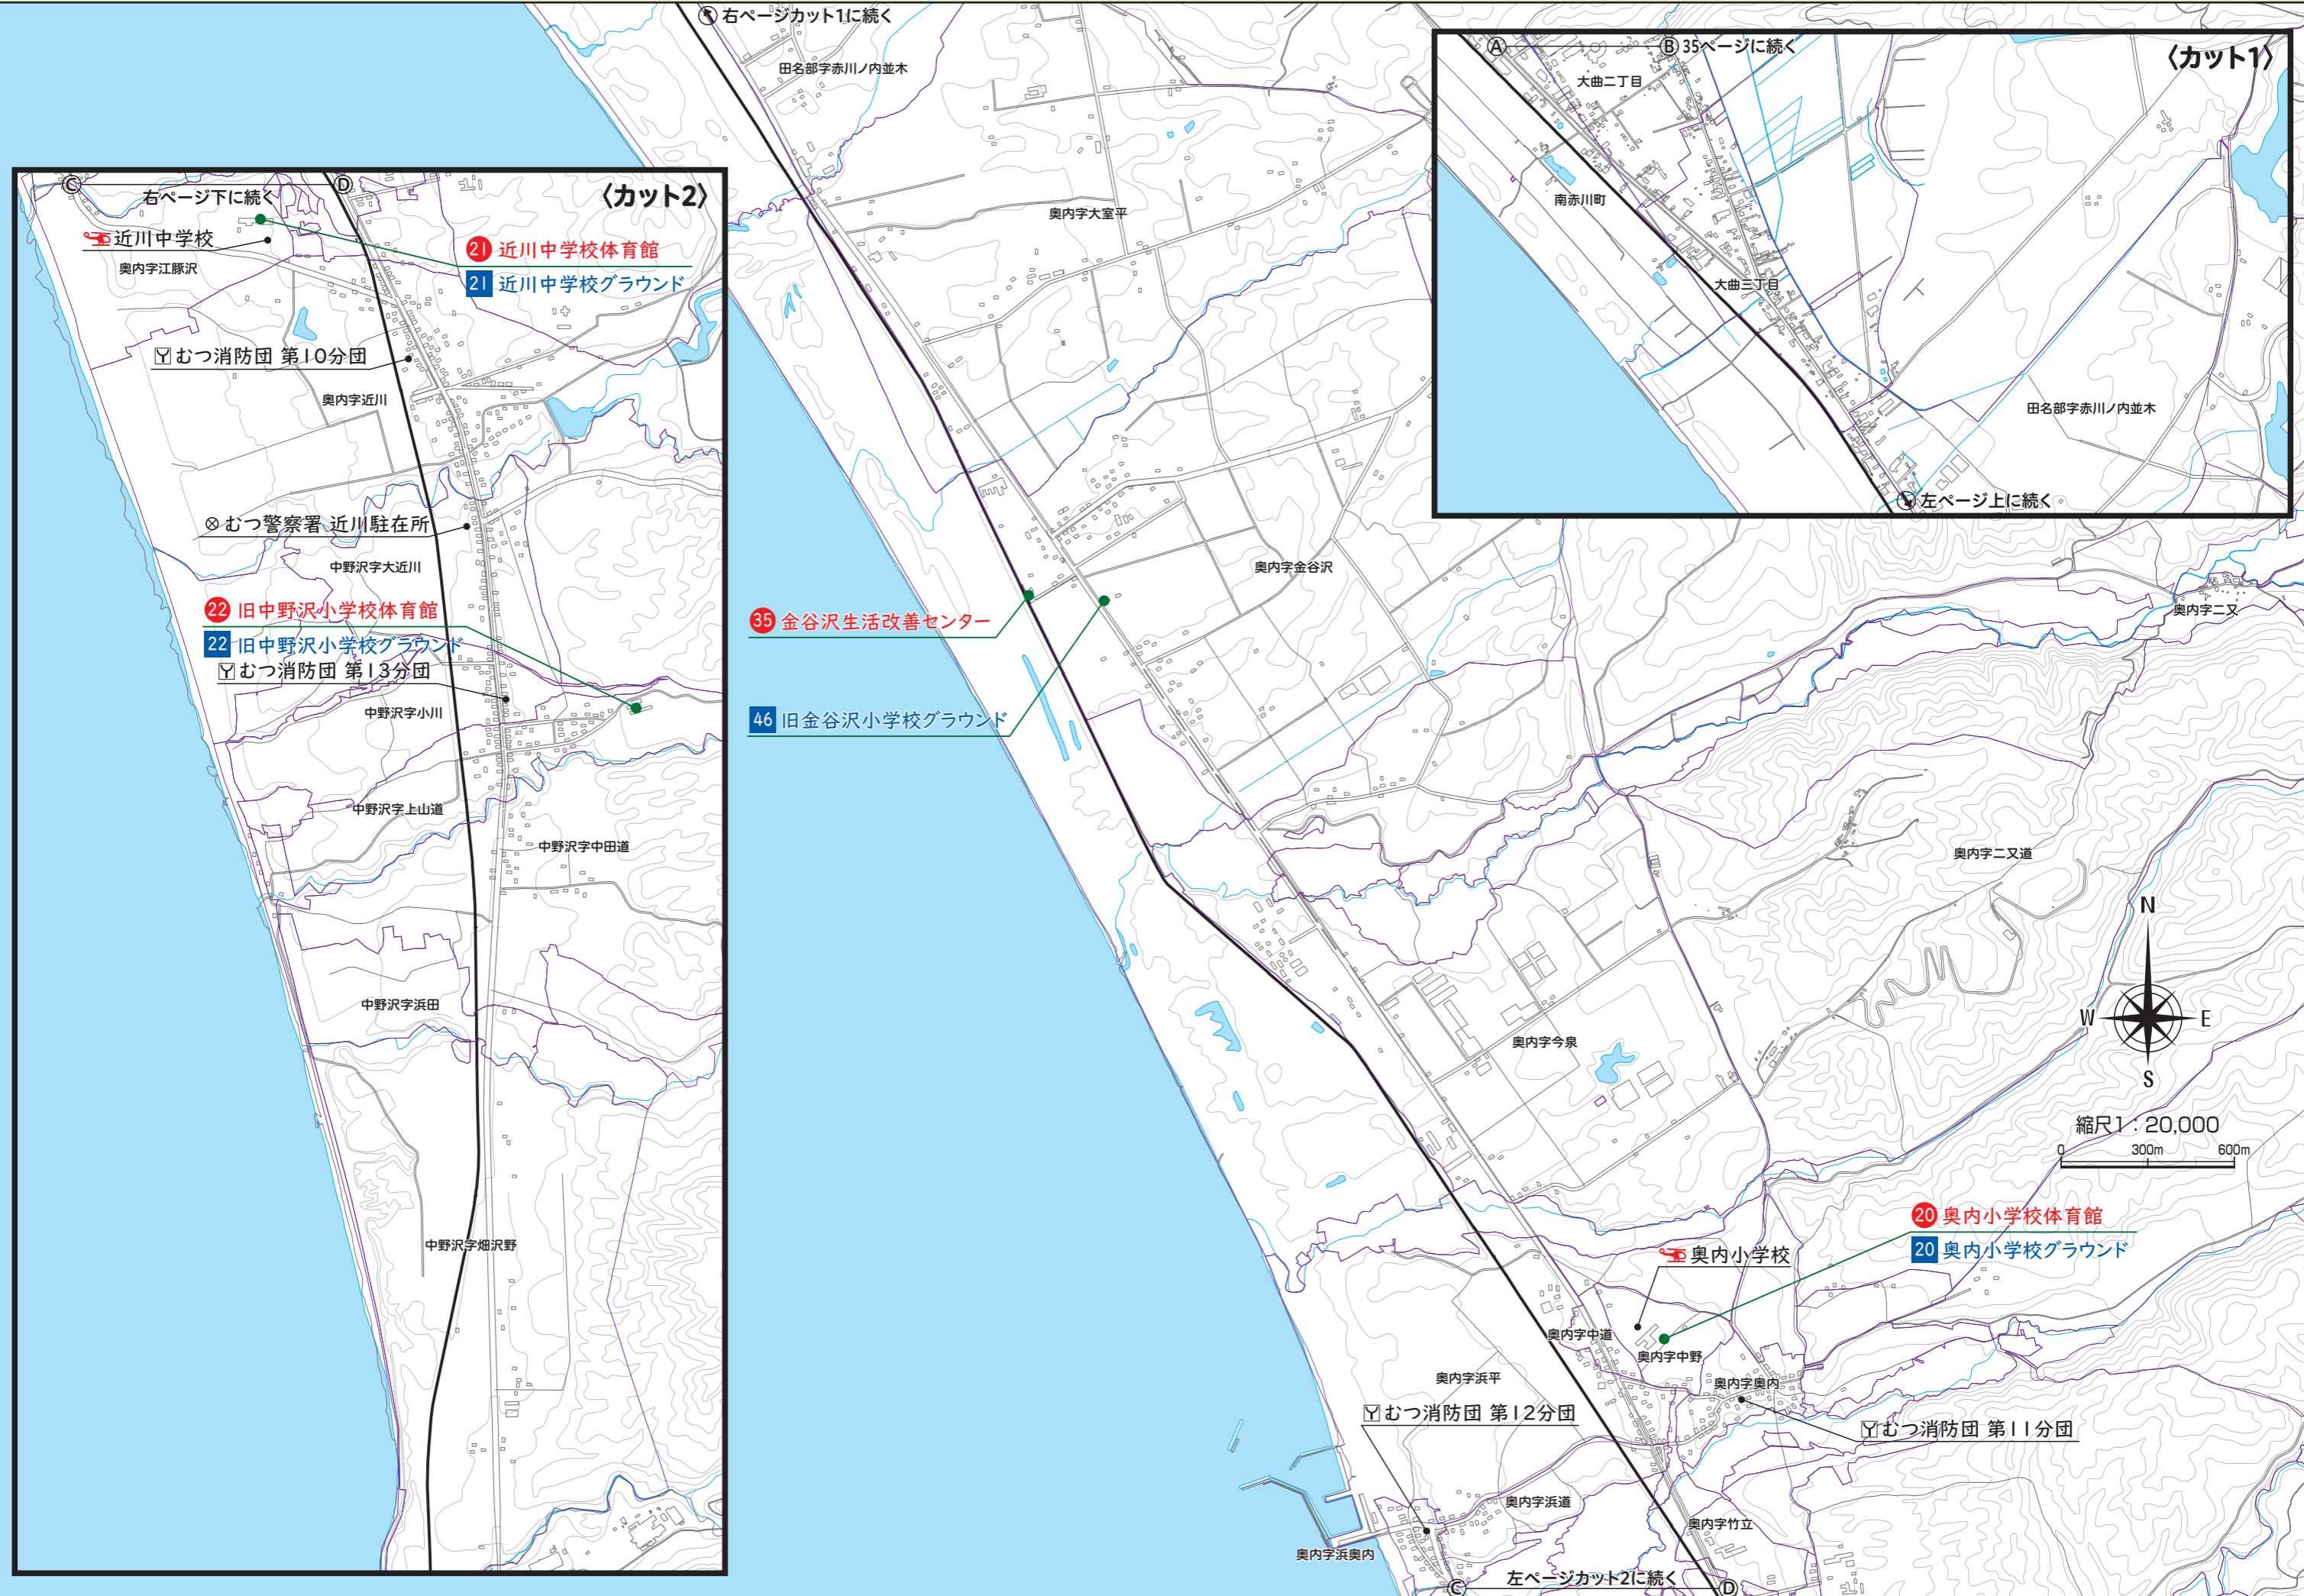 右ページカット1に続く
田名部字赤川ノ内並木
奥内字大室平
奥内字金谷沢
35 金谷沢生活改善センター
46 旧金谷沢小学校グラウンド
奥内字二又
奥内字二又道
奥内字今泉
N
W
E
S
縮尺1：20,000
0 300m 600m
20 奥内小学校体育館
20 奥内小学校グラウンド
奥内小学校
奥内字中道
奥内字中野
奥内字浜平
奥内字奥内
むつ消防団 第12分団
むつ消防団 第11分団
奥内字浜道
奥内字竹立
奥内字浜奥内
C 左ページカット2に続く D
〈カット1〉
A B 35ページに続く
大曲二丁目
南赤川町
大曲三丁目
田名部字赤川ノ内並木
左ページ上に続く
〈カット2〉
C D
右ページ下に続く
近川中学校
奥内字江豚沢
21 近川中学校体育館
21 近川中学校グラウンド
むつ消防団 第10分団
奥内字近川
むつ警察署 近川駐在所
中野沢字大近川
22 旧中野沢小学校体育館
22 旧中野沢小学校グラウンド
むつ消防団 第13分団
中野沢字小川
中野沢字上山道
中野沢字中田道
中野沢字浜田
中野沢字畑沢野